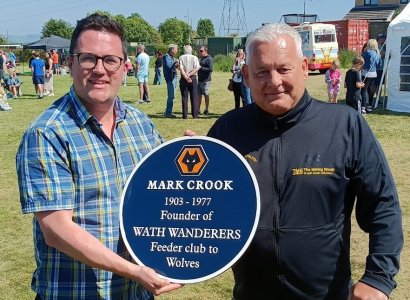 MARK CROOK
1903 - 1977
Founder of
WATH WANDERERS
Feeder club to
Wolves